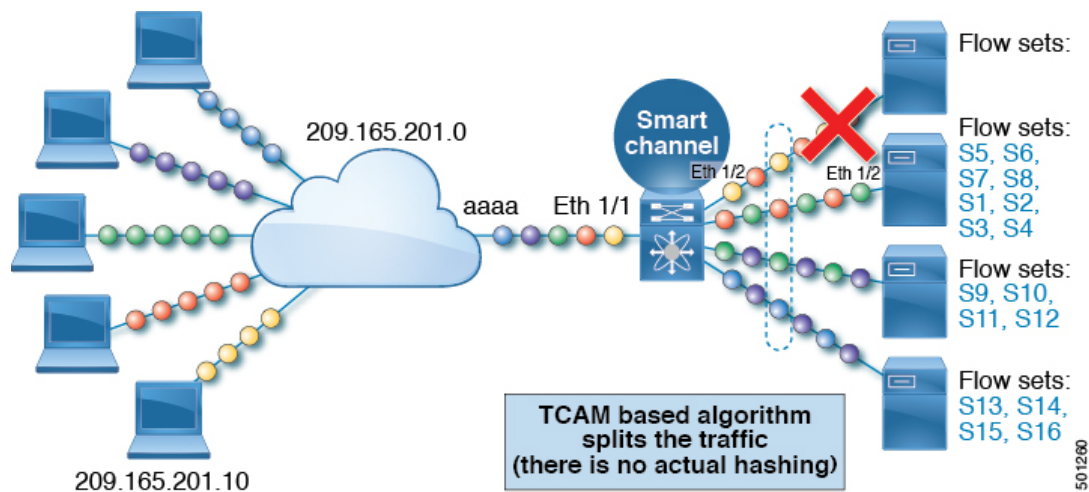 209.165.201.0
aaaa
Eth 1/1
Smart
channel
Eth 1/2
Eth 1/2
Flow sets:
Flow sets:
S5, S6,
S7, S8,
S1, S2,
S3, S4
Flow sets:
S9, S10,
S11, S12
Flow sets:
S13, S14,
S15, S16
TCAM based algorithm
splits the traffic
(there is no actual hashing)
209.165.201.10
501260